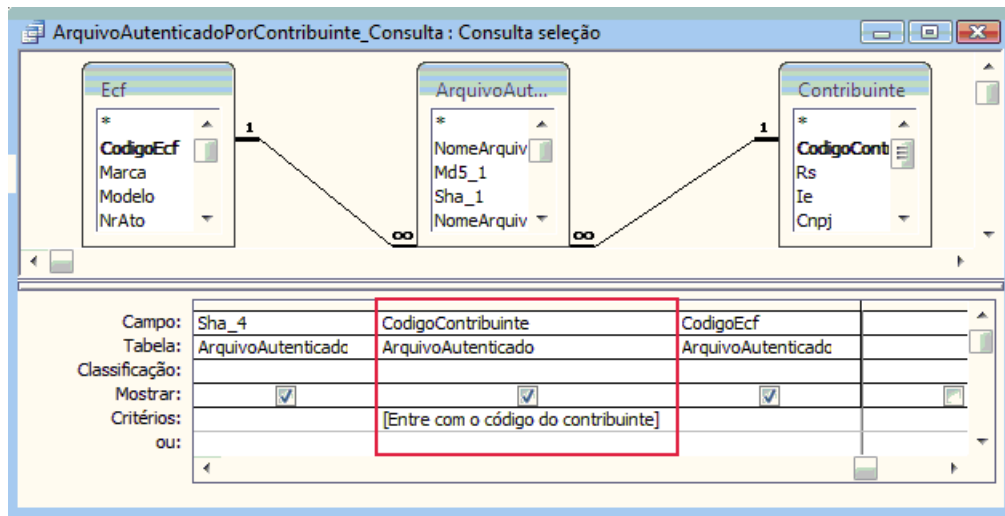 ArquivoAutenticadoPorContribuinte_Consulta : Consulta seleção
Ecf
*
CodigoEcf
Marca
Modelo
NrAto
1
∞
ArquivoAut...
*
NomeArquiv
Md5_1
Sha_1
NomeArquiv
∞
1
Contribuinte
*
CodigoContr
Rs
Ie
Cnpj
Campo: Sha_4 CodigoContribuinte CodigoEcf
Tabela: ArquivoAutenticado ArquivoAutenticado ArquivoAutenticado
Classificação:
Mostrar:
Critérios: [Entre com o código do contribuinte]
ou: